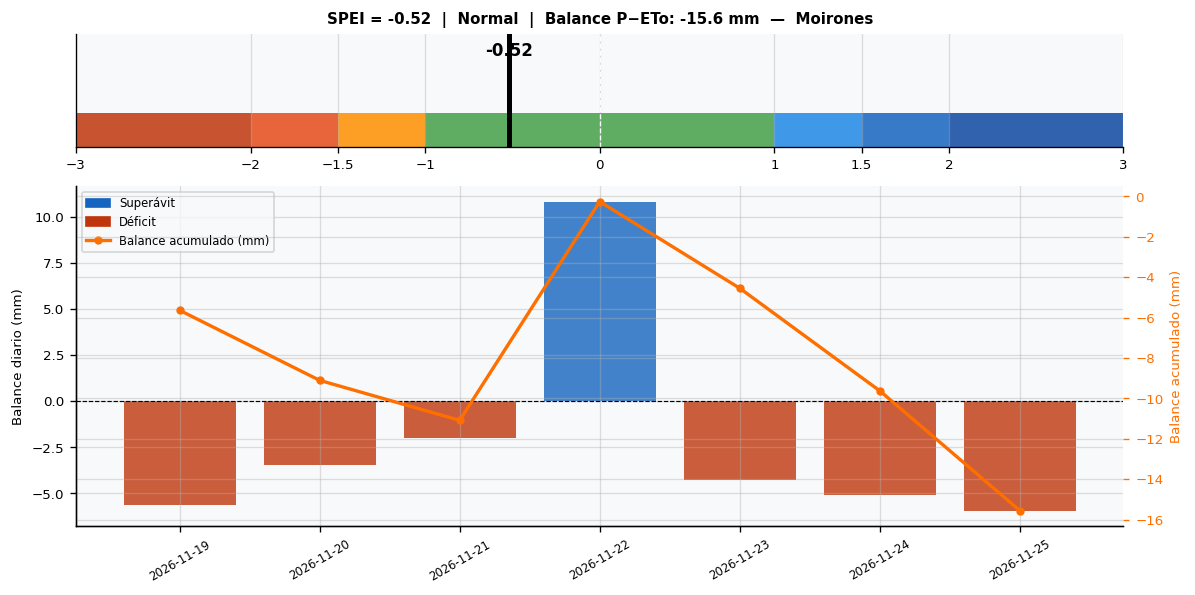 SPEI = -0.52 | Normal | Balance P−ETo: -15.6 mm — Moirones
-0.52
−3 −2 −1.5 −1 0 1 1.5 2 3
Superávit
Déficit
Balance acumulado (mm)
Balance diario (mm)
10.0
7.5
5.0
2.5
0.0
−2.5
−5.0
0
−2
−4
−6
−8
−10
−12
−14
−16
Balance acumulado (mm)
2026-11-19 2026-11-20 2026-11-21 2026-11-22 2026-11-23 2026-11-24 2026-11-25